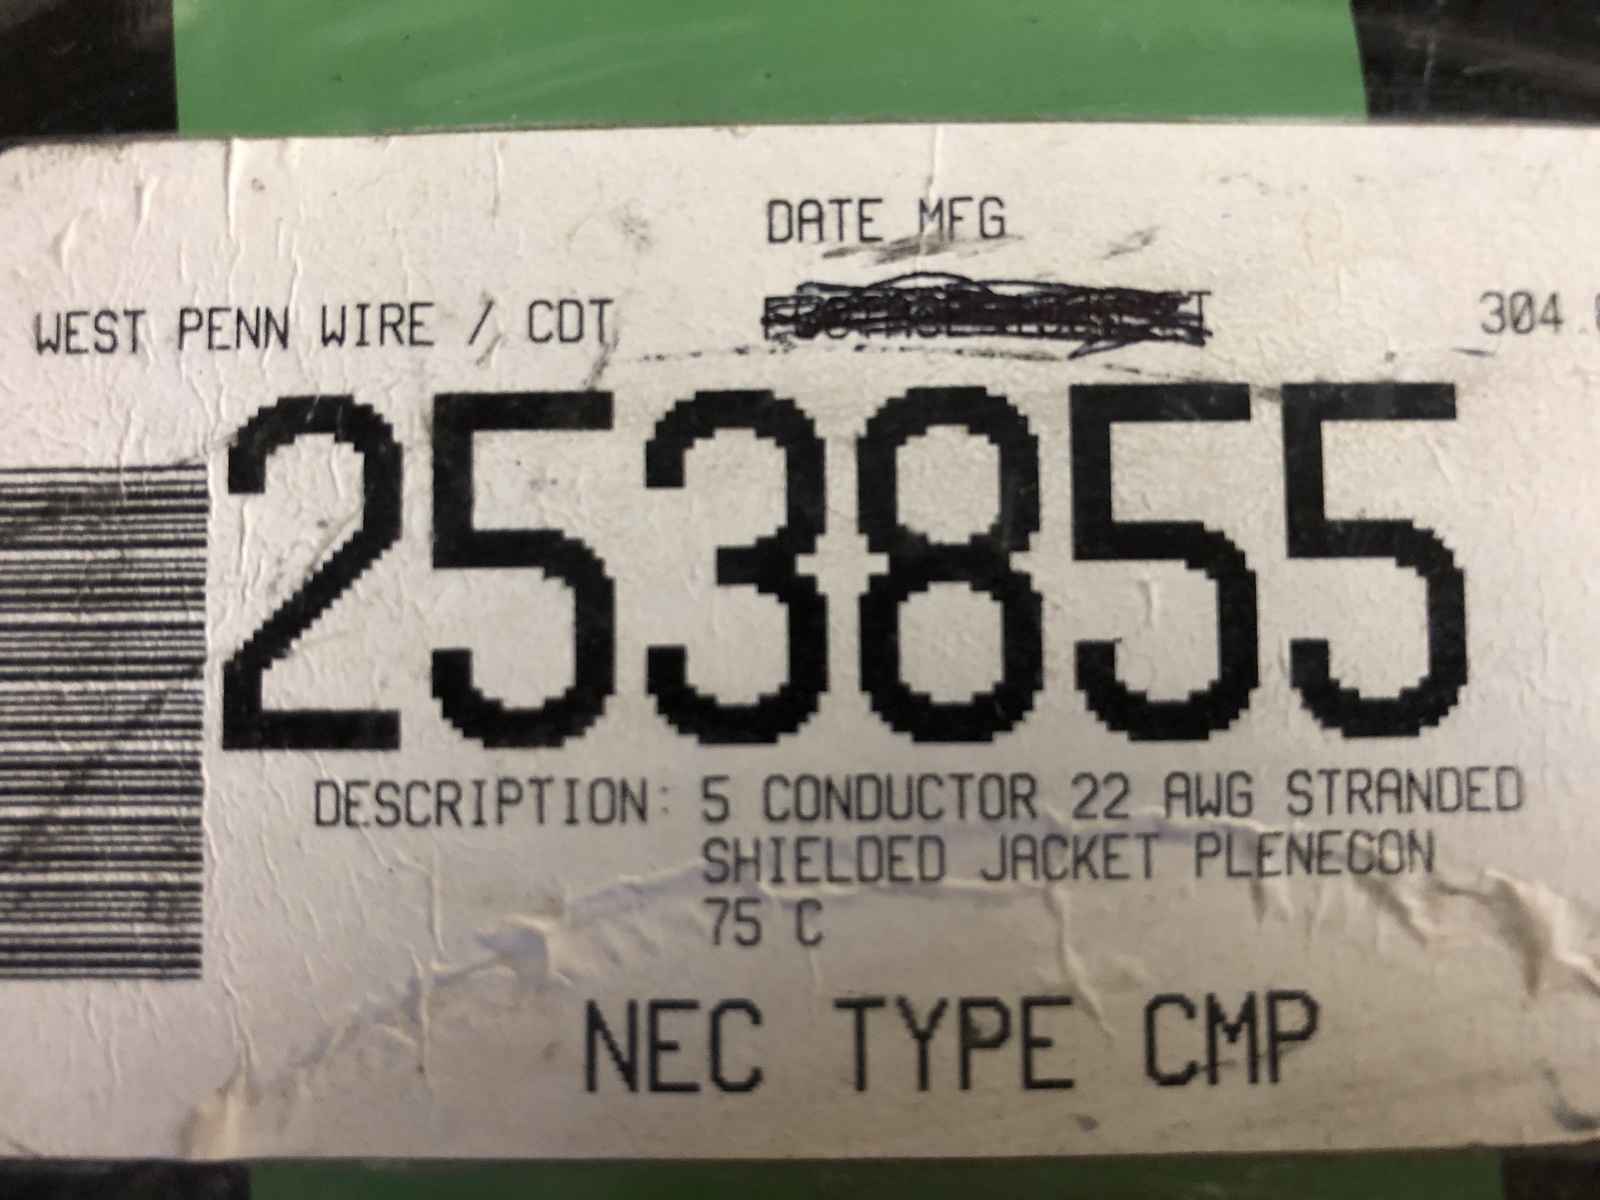 DATE MFG
WEST PENN WIRE / CDT 304.
253855
DESCRIPTION: 5 CONDUCTOR 22 AWG STRANDED
SHIELDED JACKET PLENEGON
75 C
NEC TYPE CMP